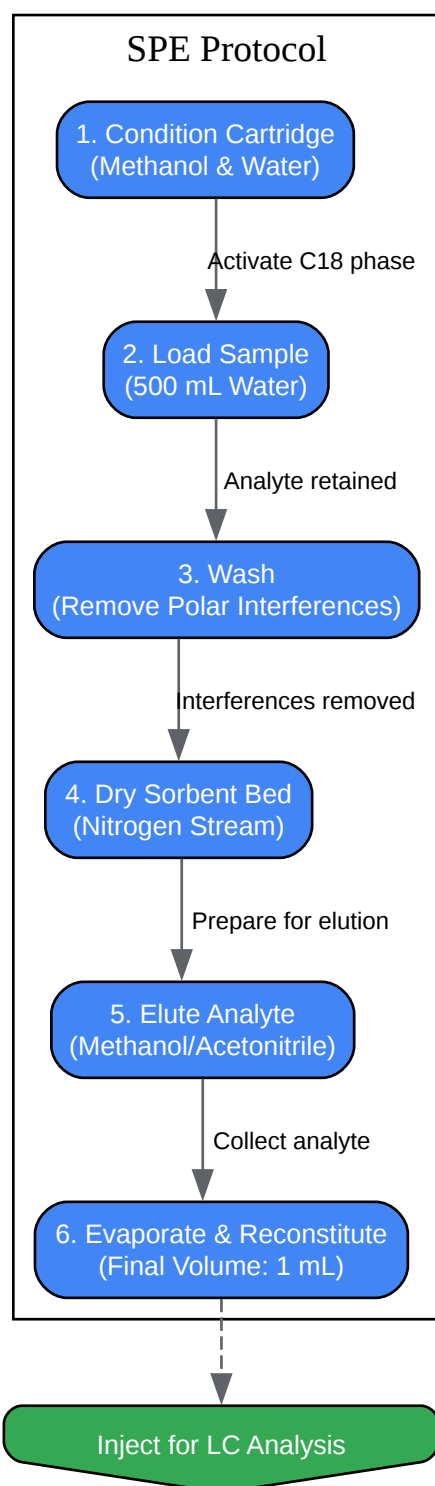 SPE Protocol
1. Condition Cartridge
(Methanol & Water)
Activate C18 phase
2. Load Sample
(500 mL Water)
Analyte retained
3. Wash
(Remove Polar Interferences)
Interferences removed
4. Dry Sorbent Bed
(Nitrogen Stream)
Prepare for elution
5. Elute Analyte
(Methanol/Acetonitrile)
Collect analyte
6. Evaporate & Reconstitute
(Final Volume: 1 mL)
Inject for LC Analysis